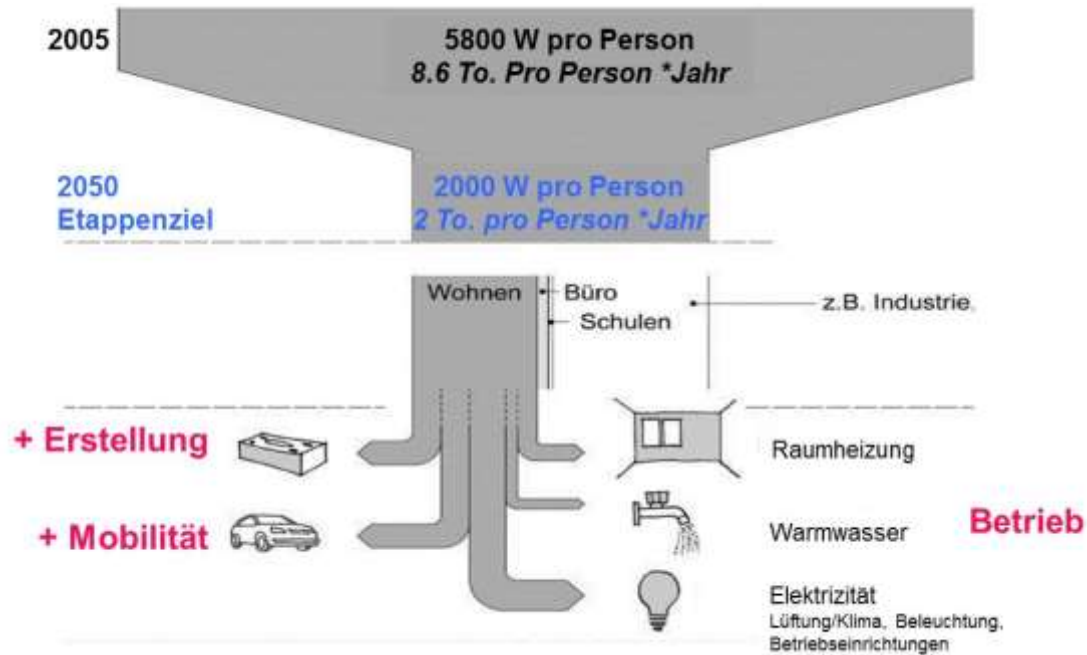 2005
5800 W pro Person
8.6 To. Pro Person *Jahr
2050
Etappenziel
2000 W pro Person
2 To. pro Person *Jahr
Wohnen
Büro
Schulen
z.B. Industrie.
+ Erstellung
Raumheizung
+ Mobilität
Warmwasser
Betrieb
Elektrizität
Lüftung/Klima, Beleuchtung,
Betriebseinrichtungen